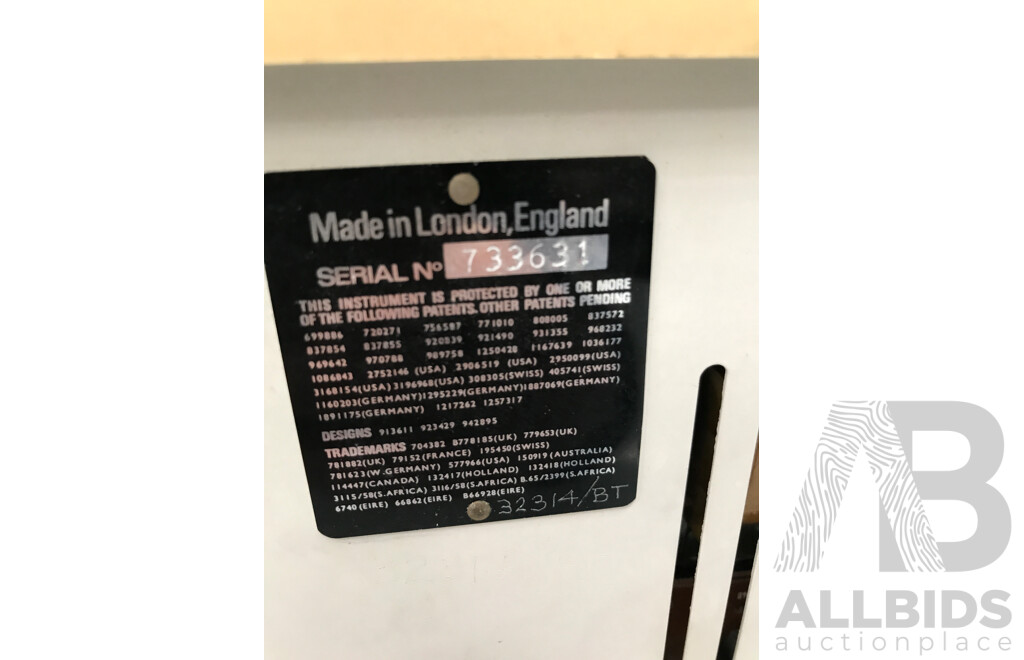 Made in London, England
SERIAL Nº 733631
THIS INSTRUMENT IS PROTECTED BY ONE OR MORE
OF THE FOLLOWING PATENTS. OTHER PATENTS PENDING
699886 720271 756587 771010 808005 837572
837854 837855 920839 921490 931355 968232
969642 970788 989758 1250428 1167639 1036177
1086843 2752146 (USA) 2906519 (USA) 2950099(USA)
3168154(USA) 3196968(USA) 308305(SWISS) 405741(SWISS)
1160203(GERMANY) 1295229(GERMANY) 1887069(GERMANY)
1891175(GERMANY) 1217262 1257317
DESIGNS 913611 923429 942895
TRADEMARKS 704382 B778185(UK) 779653(UK)
781882(UK) 79152(FRANCE) 195450(SWISS)
781623(W.GERMANY) 577966(USA) 150919(AUSTRALIA)
114447(CANADA) 132417(HOLLAND) 132418(HOLLAND)
3115/58(S.AFRICA) 3116/58(S.AFRICA) B.65/2399(S.AFRICA)
6740(EIRE) 66862(EIRE) B66928(EIRE)
32314/BT
AB
ALLBIDS
auctionplace